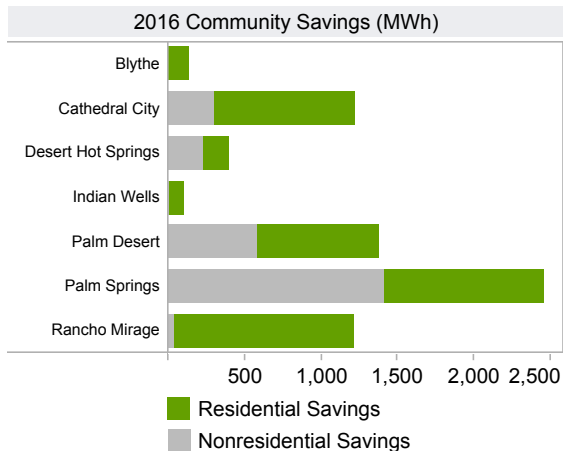 2016 Community Savings (MWh)
Blythe
Cathedral City
Desert Hot Springs
Indian Wells
Palm Desert
Palm Springs
Rancho Mirage
500 1,000 1,500 2,000 2,500
Residential Savings
Nonresidential Savings